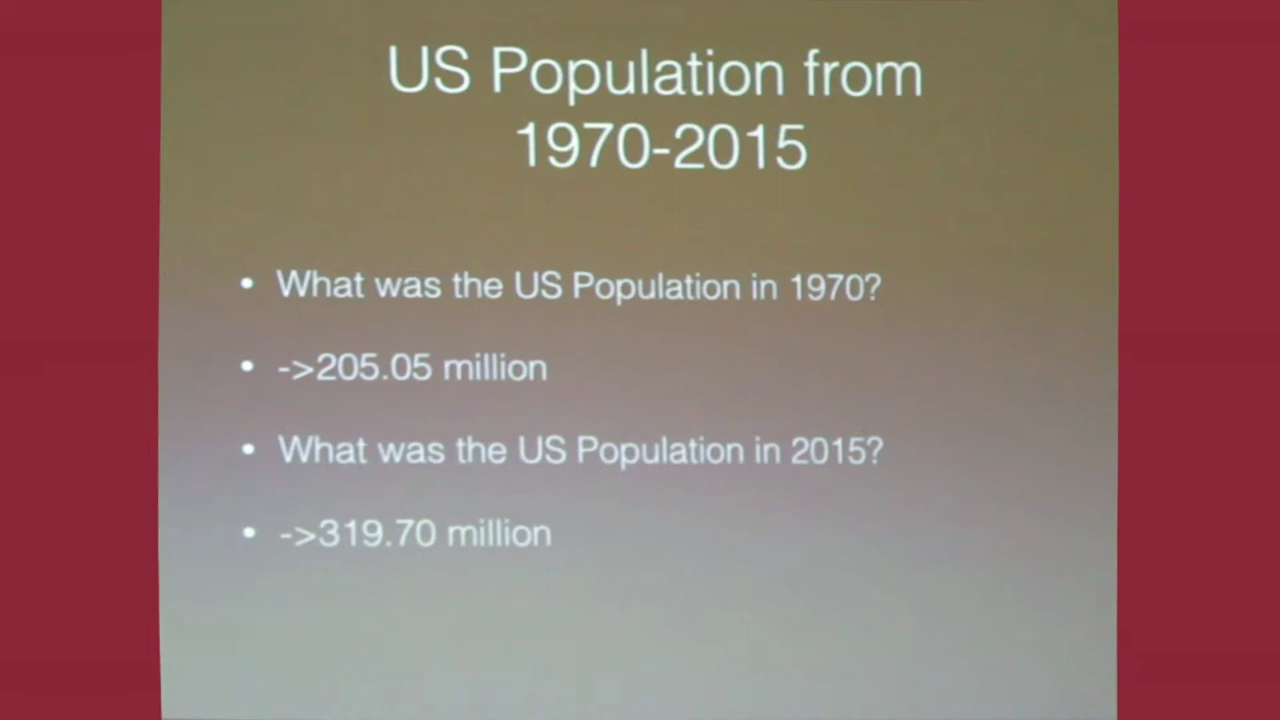 US Population from
1970-2015
• What was the US Population in 1970?
• ->205.05 million
• What was the US Population in 2015?
• ->319.70 million